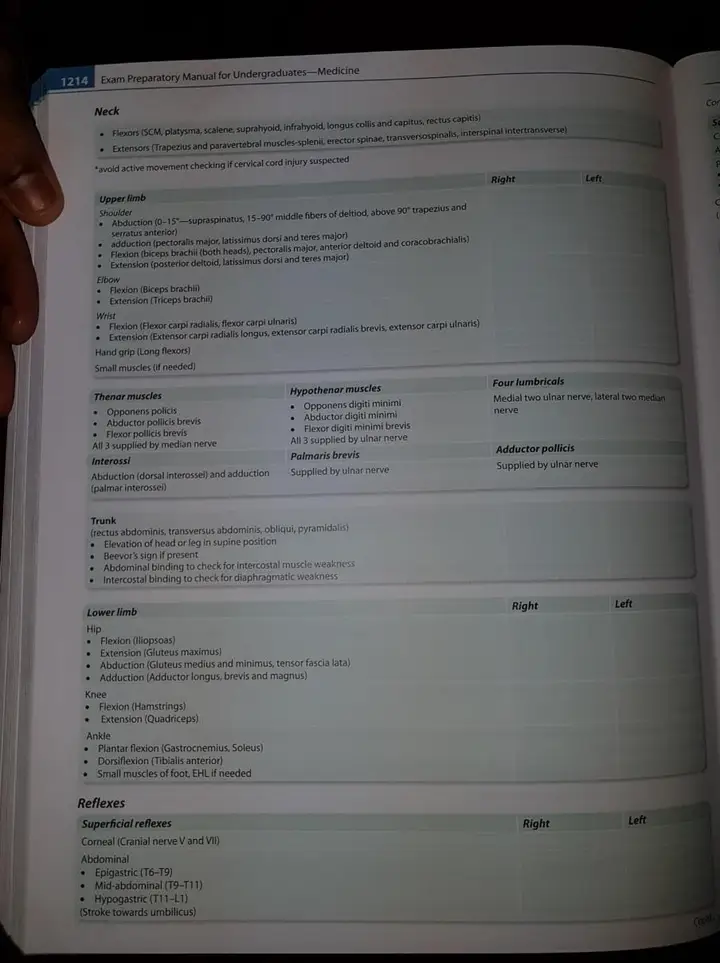 1214 Exam Preparatory Manual for Undergraduates—Medicine
Neck
• Flexors (SCM, platysma, scalene, suprahyoid, infrahyoid, longus collis and capitus, rectus capitis)
• Extensors (Trapezius and paravertebral muscles-splenii, erector spinae, transversospinalis, interspinal intertransverse)
*avoid active movement checking if cervical cord injury suspected
Upper limb Right Left
Shoulder
• Abduction (0–15°—supraspinatus, 15–90° middle fibers of deltiod, above 90° trapezius and
serratus anterior)
• adduction (pectoralis major, latissimus dorsi and teres major)
• Flexion (biceps brachii (both heads), pectoralis major, anterior deltoid and coracobrachialis)
• Extension (posterior deltoid, latissimus dorsi and teres major)
Elbow
• Flexion (Biceps brachii)
• Extension (Triceps brachii)
Wrist
• Flexion (Flexor carpi radialis, flexor carpi ulnaris)
• Extension (Extensor carpi radialis longus, extensor carpi radialis brevis, extensor carpi ulnaris)
Hand grip (Long flexors)
Small muscles (if needed)
Thenar muscles
• Opponens policis
• Abductor pollicis brevis
• Flexor pollicis brevis
All 3 supplied by median nerve
Hypothenar muscles
• Opponens digiti minimi
• Abductor digiti minimi
• Flexor digiti minimi brevis
All 3 supplied by ulnar nerve
Four lumbricals
Medial two ulnar nerve, lateral two median
nerve
Interossi
Abduction (dorsal interossei) and adduction
(palmar interossei)
Palmaris brevis
Supplied by ulnar nerve
Adductor pollicis
Supplied by ulnar nerve
Trunk
(rectus abdominis, transversus abdominis, obliqui, pyramidalis)
• Elevation of head or leg in supine position
• Beevor's sign if present
• Abdominal binding to check for intercostal muscle weakness
• Intercostal binding to check for diaphragmatic weakness
Lower limb Right Left
Hip
• Flexion (Iliopsoas)
• Extension (Gluteus maximus)
• Abduction (Gluteus medius and minimus, tensor fascia lata)
• Adduction (Adductor longus, brevis and magnus)
Knee
• Flexion (Hamstrings)
• Extension (Quadriceps)
Ankle
• Plantar flexion (Gastrocnemius, Soleus)
• Dorsiflexion (Tibialis anterior)
• Small muscles of foot, EHL if needed
Reflexes
Superficial reflexes Right Left
Corneal (Cranial nerve V and VII)
Abdominal
• Epigastric (T6–T9)
• Mid-abdominal (T9–T11)
• Hypogastric (T11–L1)
(Stroke towards umbilicus)